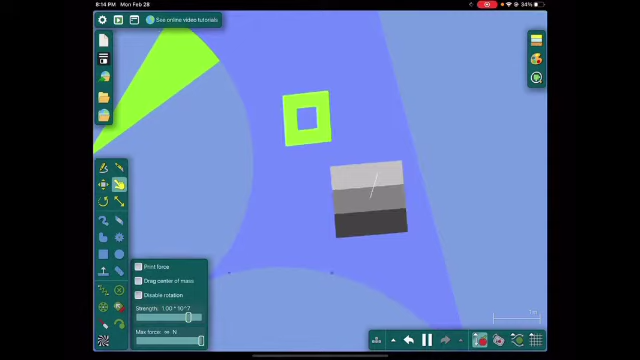 8:14 PM Mon Feb 28
34%
See online video tutorials
Print force
Drag center of mass
Disable rotation
Strength: 1.00 * 10^7
Max force: ∞ N